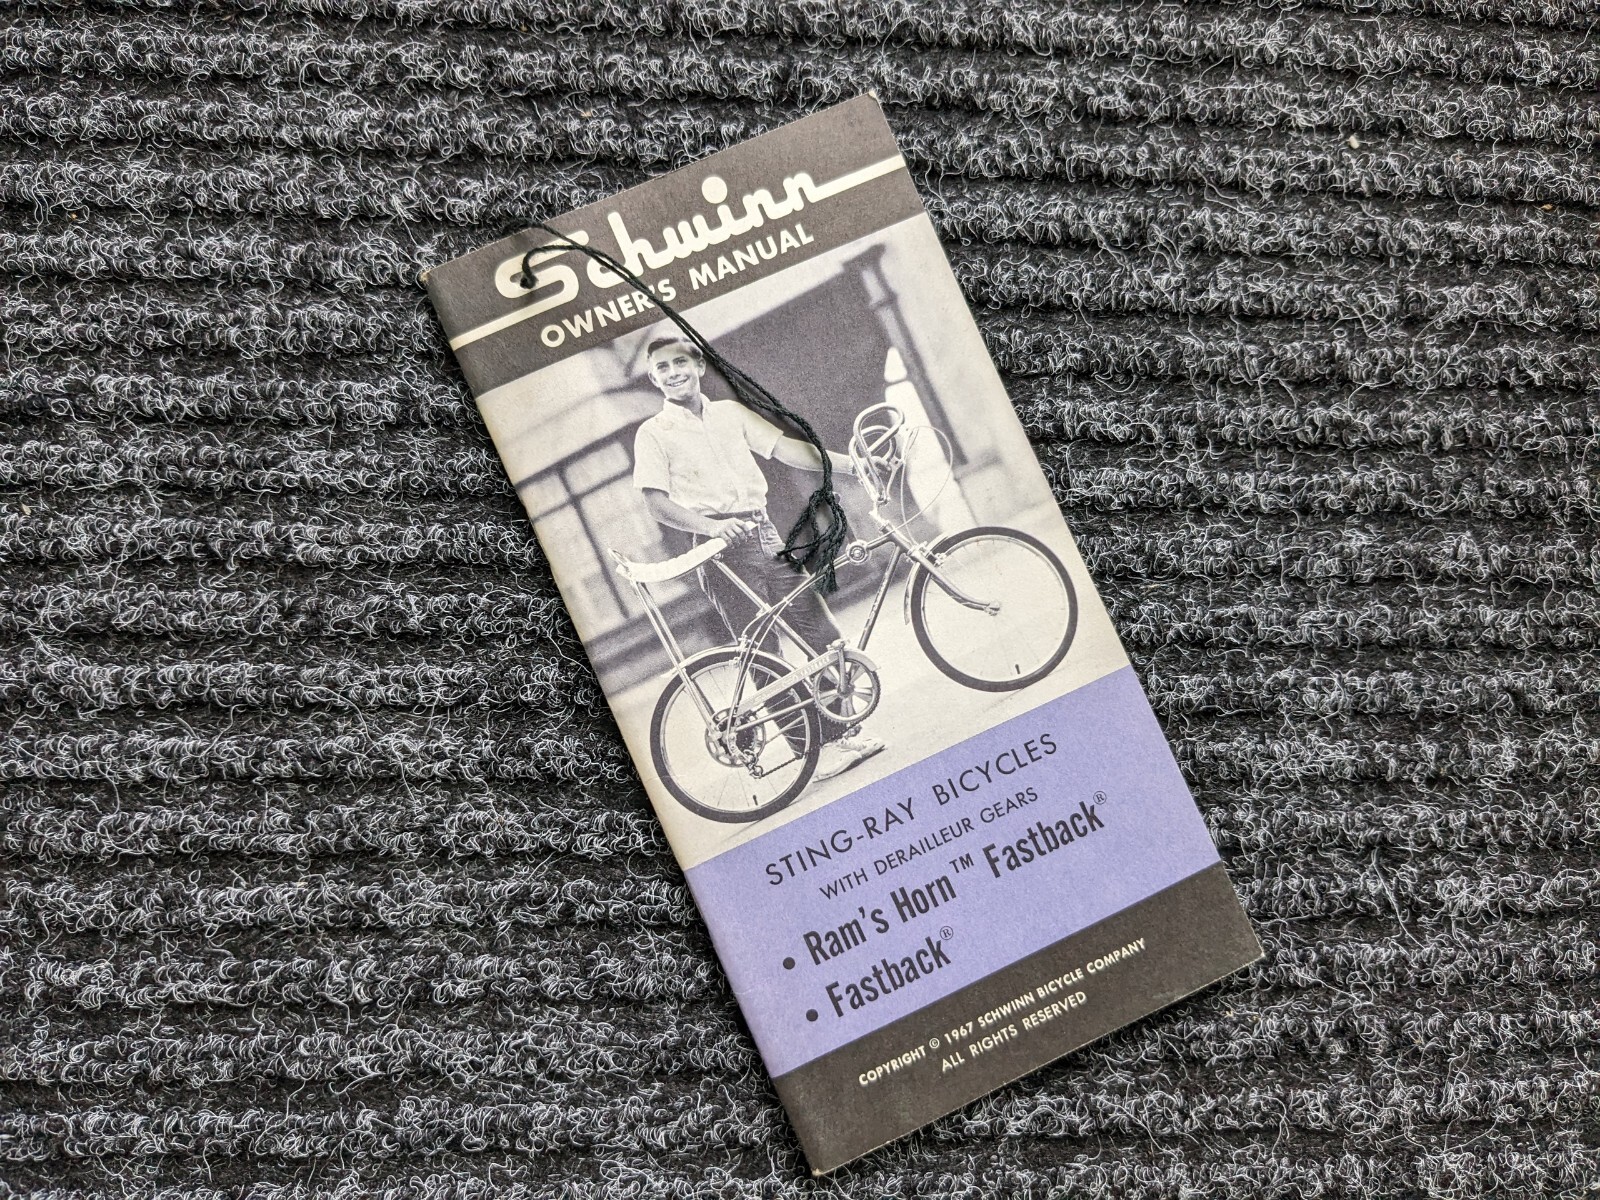 Schwinn
OWNER'S MANUAL
STING-RAY BICYCLES
WITH DERAILLEUR GEARS
• Ram's Horn™ Fastback®
• Fastback®
COPYRIGHT © 1967 SCHWINN BICYCLE COMPANY
ALL RIGHTS RESERVED